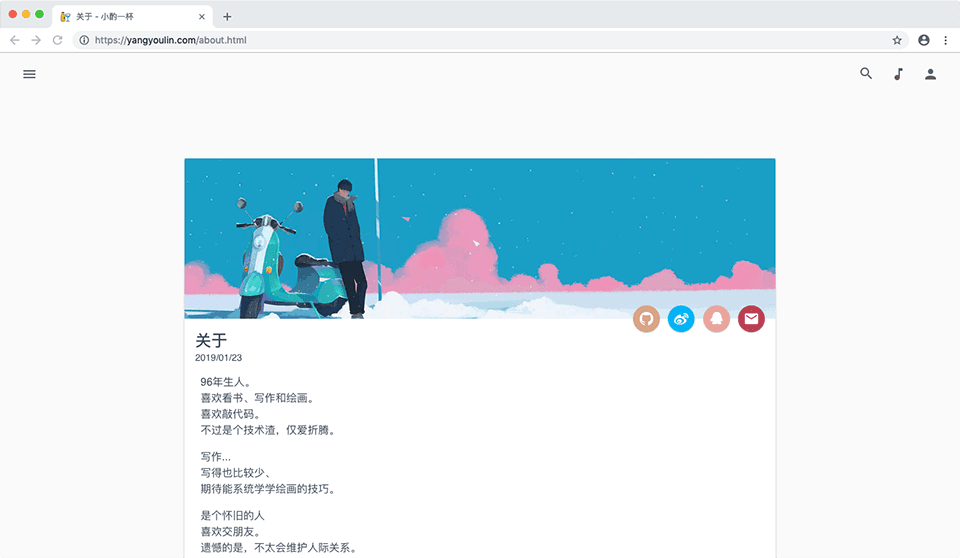 关于 - 小酌一杯
https://yangyoulin.com/about.html
关于
2019/01/23
96年生人。
喜欢看书、写作和绘画。
喜欢敲代码。
不过是个技术渣，仅爱折腾。
写作...
写得也比较少、
期待能系统学学绘画的技巧。
是个怀旧的人
喜欢交朋友。
遗憾的是，不太会维护人际关系。